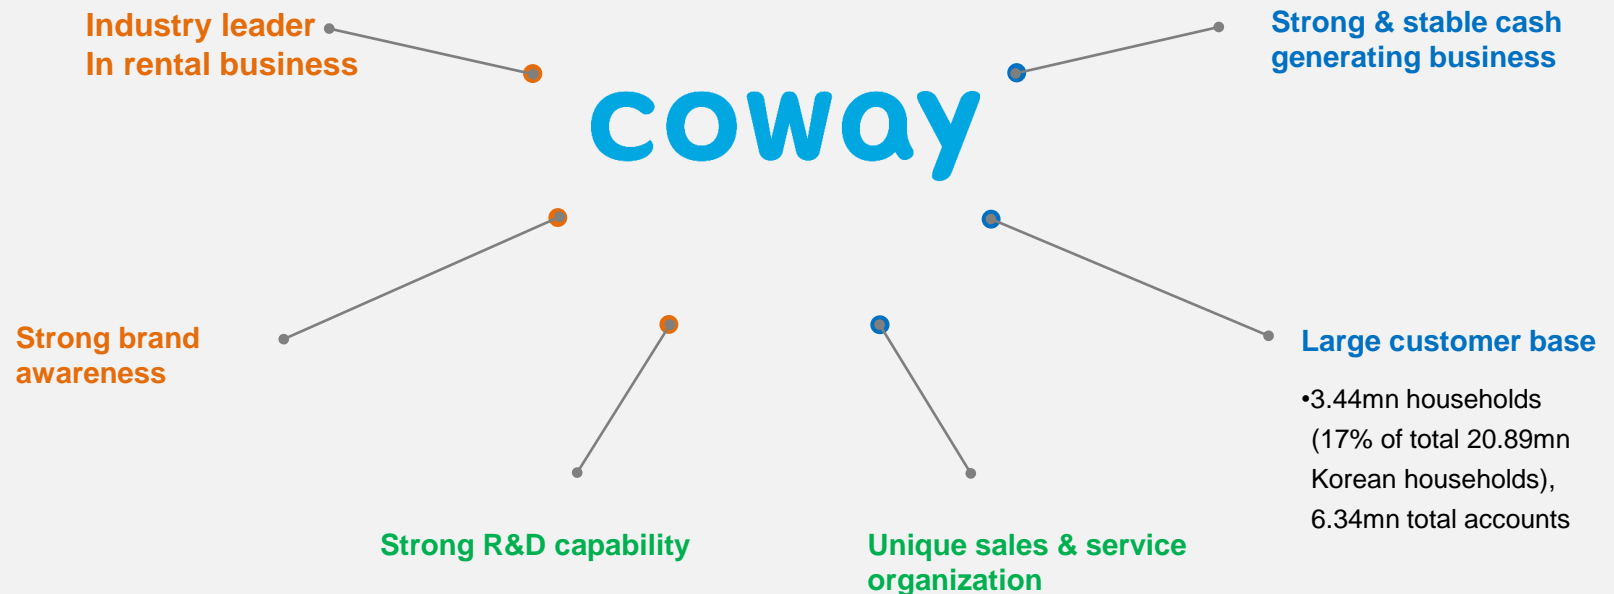 Industry leader
In rental business
Strong & stable cash
generating business
coway
Strong brand
awareness
Large customer base
•3.44mn households
(17% of total 20.89mn
Korean households),
6.34mn total accounts
Strong R&D capability
Unique sales & service
organization